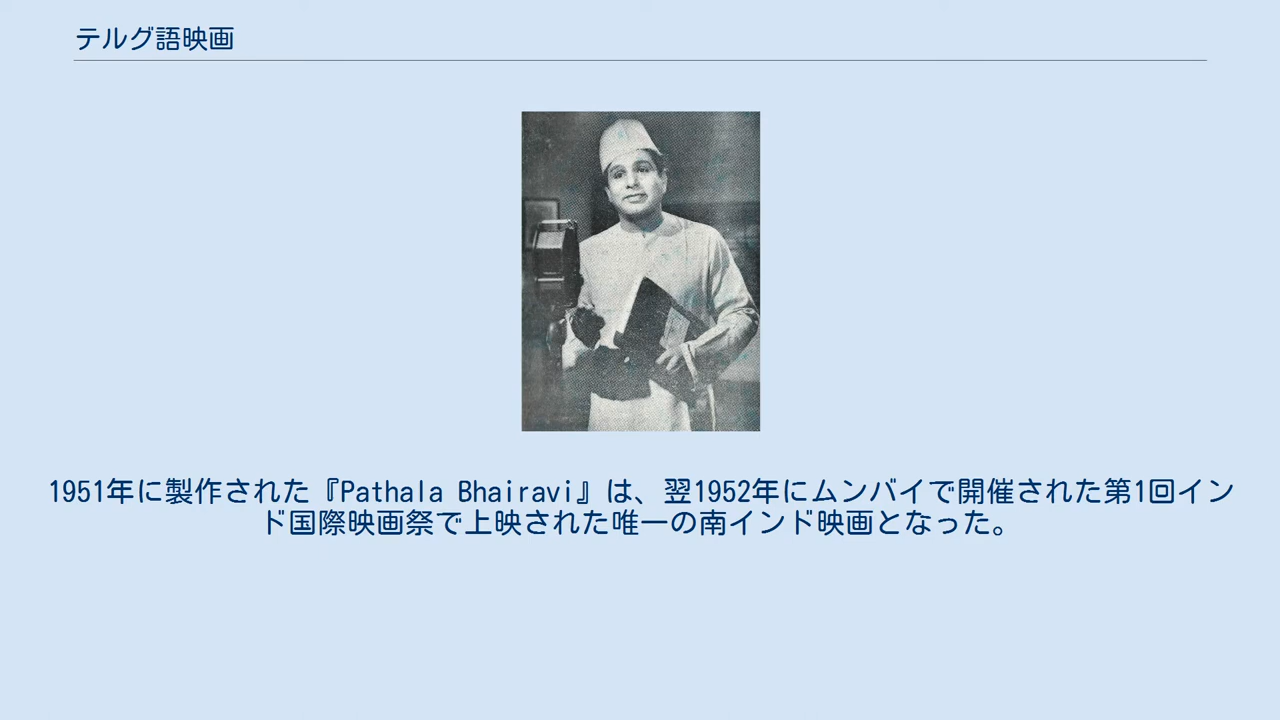 テルグ語映画
1951年に製作された『Pathala Bhairavi』は、翌1952年にムンバイで開催された第1回イン
ド国際映画祭で上映された唯一の南インド映画となった。